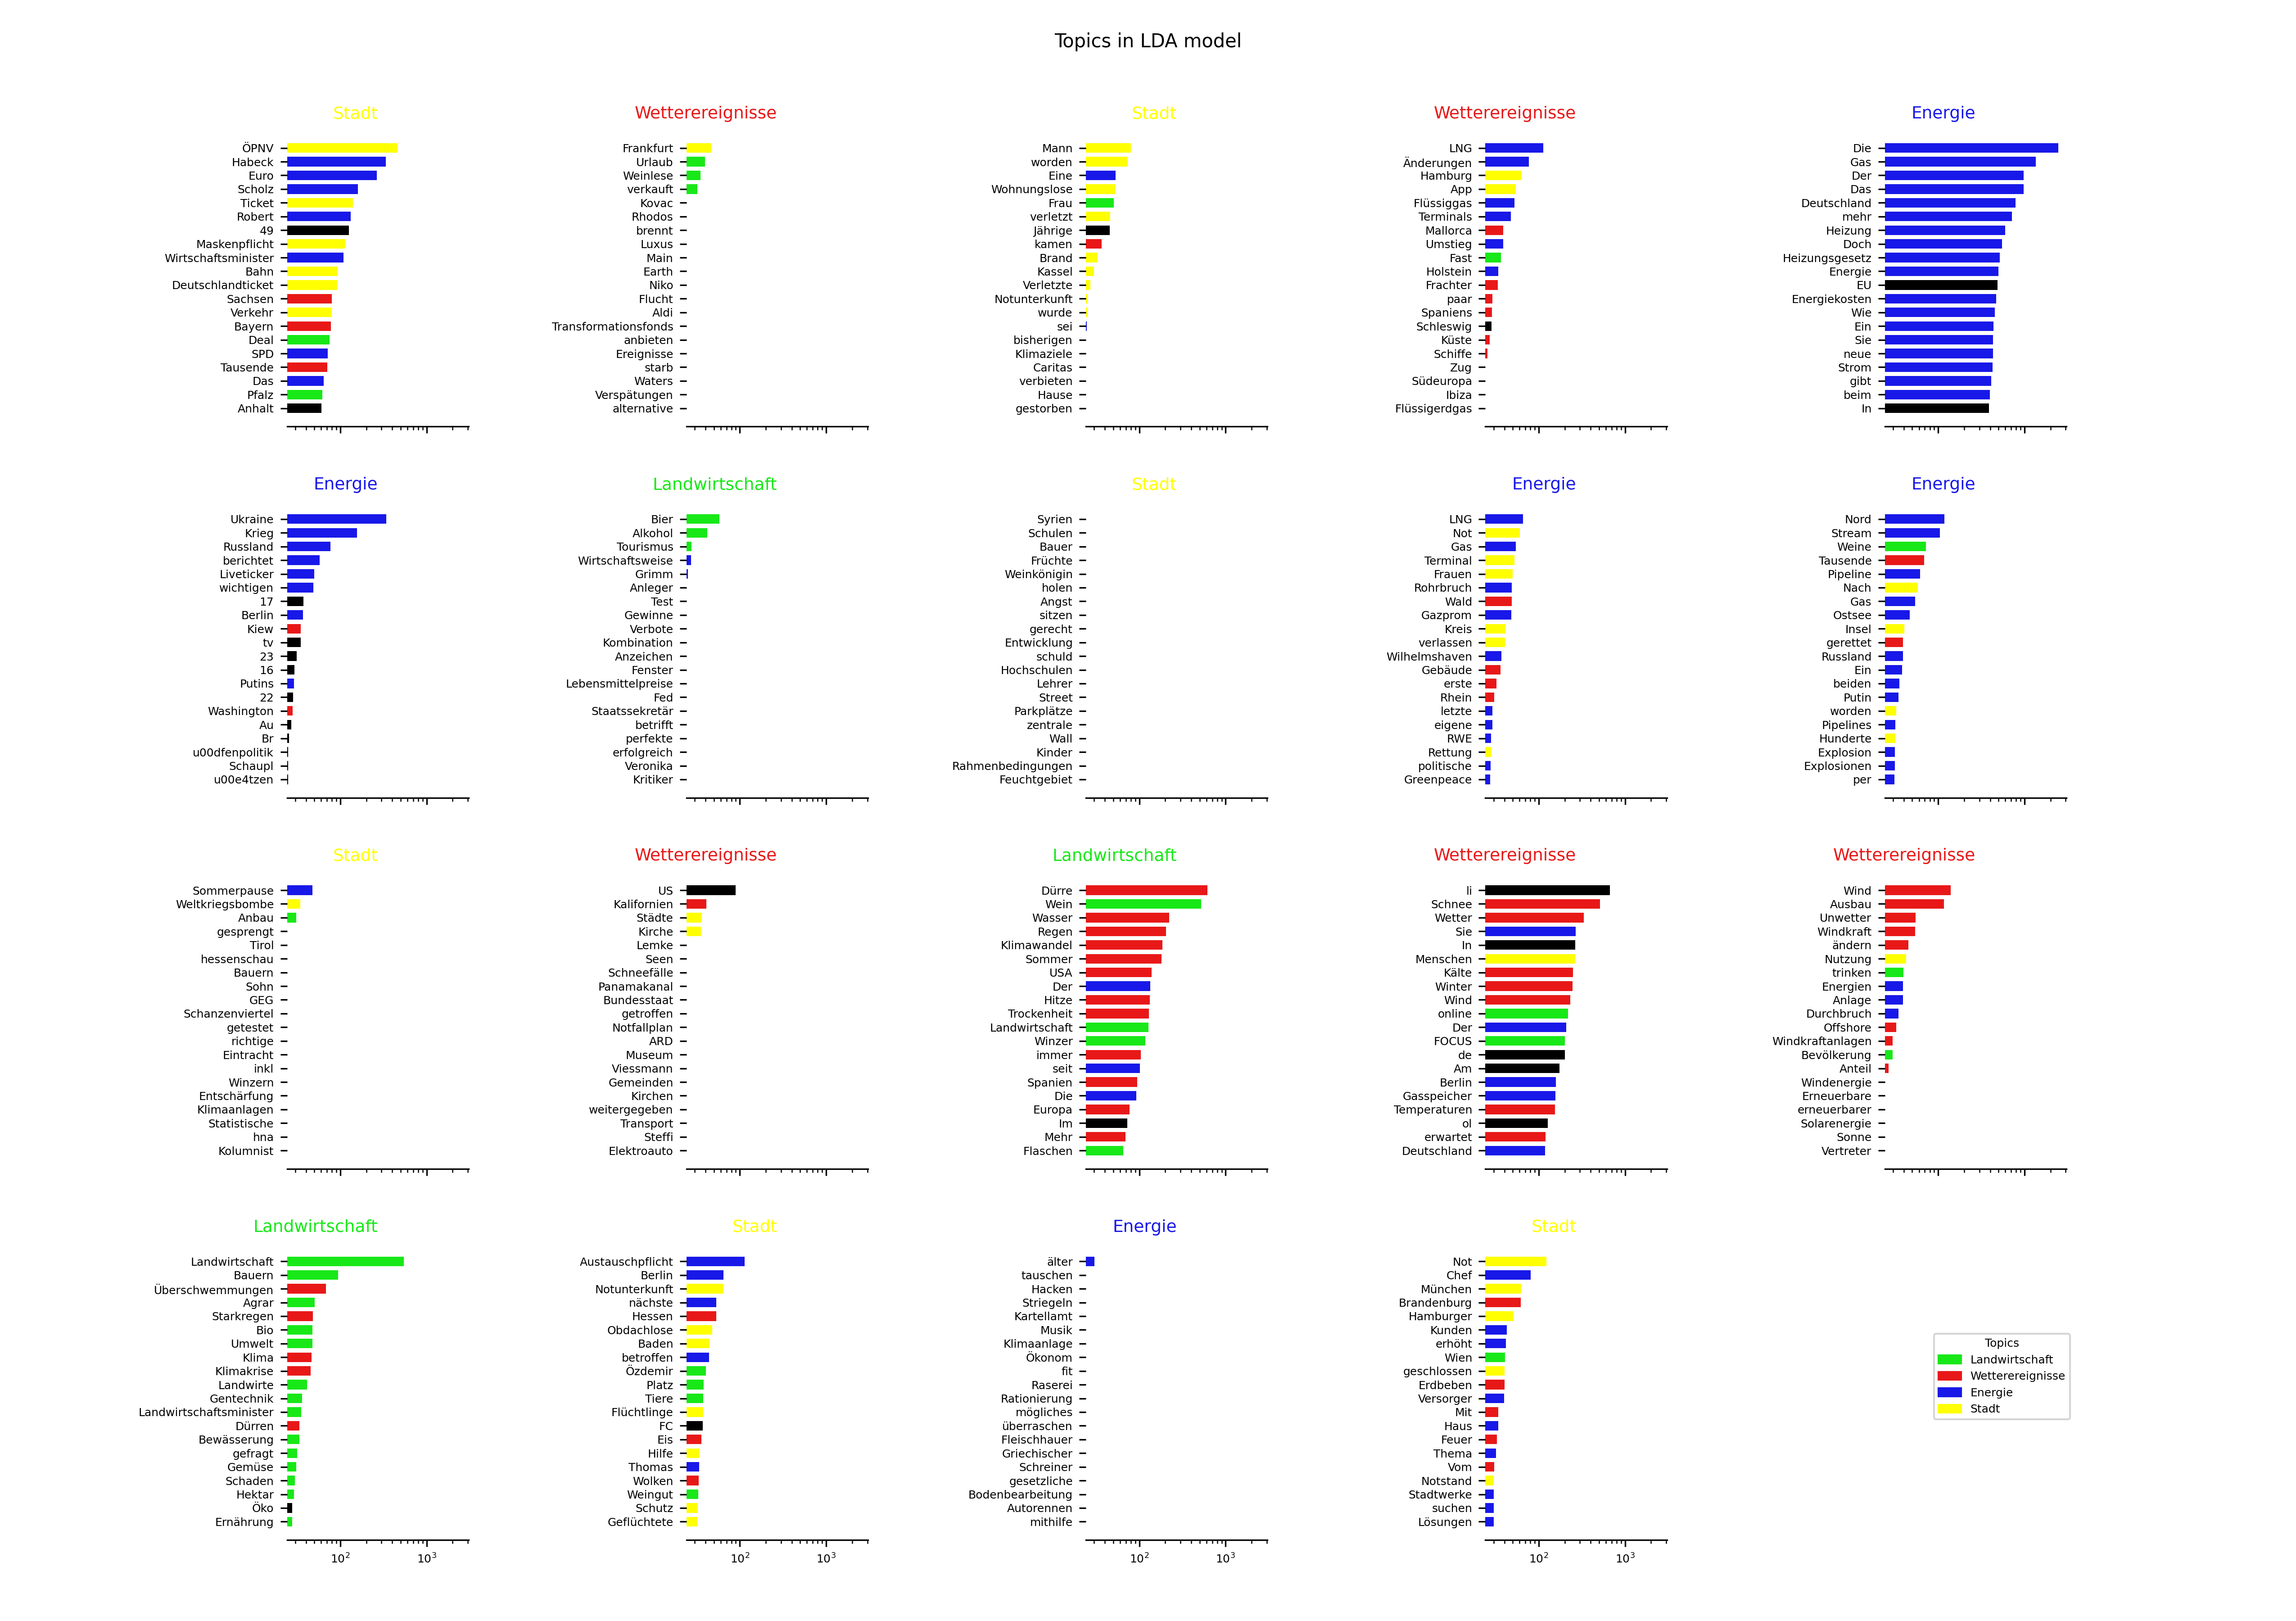 Topics in LDA model
Stadt
ÖPNV
Habeck
Euro
Scholz
Ticket
Robert
49
Maskenpflicht
Wirtschaftsminister
Bahn
Deutschlandticket
Sachsen
Verkehr
Bayern
Deal
SPD
Tausende
Das
Pfalz
Anhalt
Wetterereignisse
Frankfurt
Urlaub
Weinlese
verkauft
Kovac
Rhodos
brennt
Luxus
Main
Earth
Niko
Flucht
Aldi
Transformationsfonds
anbieten
Ereignisse
starb
Waters
Verspätungen
alternative
Stadt
Mann
worden
Eine
Wohnungslose
Frau
verletzt
Jährige
kamen
Brand
Kassel
Verletzte
Notunterkunft
wurde
sei
bisherigen
Klimaziele
Caritas
verbieten
Hause
gestorben
Wetterereignisse
LNG
Änderungen
Hamburg
App
Flüssiggas
Terminals
Mallorca
Umstieg
Fast
Holstein
Frachter
paar
Spaniens
Schleswig
Küste
Schiffe
Zug
Südeuropa
Ibiza
Flüssigerdgas
Energie
Die
Gas
Der
Das
Deutschland
mehr
Heizung
Doch
Heizungsgesetz
Energie
EU
Energiekosten
Wie
Ein
Sie
neue
Strom
gibt
beim
In
Energie
Ukraine
Krieg
Russland
berichtet
Liveticker
wichtigen
17
Berlin
Kiew
tv
23
16
Putins
22
Washington
Au
Br
u00dfenpolitik
Schaupl
u00e4tzen
Landwirtschaft
Bier
Alkohol
Tourismus
Wirtschaftsweise
Grimm
Anleger
Test
Gewinne
Verbote
Kombination
Anzeichen
Fenster
Lebensmittelpreise
Fed
Staatssekretär
betrifft
perfekte
erfolgreich
Veronika
Kritiker
Stadt
Syrien
Schulen
Bauer
Früchte
Weinkönigin
holen
Angst
sitzen
gerecht
Entwicklung
schuld
Hochschulen
Lehrer
Street
Parkplätze
zentrale
Wall
Kinder
Rahmenbedingungen
Feuchtgebiet
Energie
LNG
Not
Gas
Terminal
Frauen
Rohrbruch
Wald
Gazprom
Kreis
verlassen
Wilhelmshaven
Gebäude
erste
Rhein
letzte
eigene
RWE
Rettung
politische
Greenpeace
Energie
Nord
Stream
Weine
Tausende
Pipeline
Nach
Gas
Ostsee
Insel
gerettet
Russland
Ein
beiden
Putin
worden
Pipelines
Hunderte
Explosion
Explosionen
per
Stadt
Sommerpause
Weltkriegsbombe
Anbau
gesprengt
Tirol
hessenschau
Bauern
Sohn
GEG
Schanzenviertel
getestet
richtige
Eintracht
inkl
Winzern
Entschärfung
Klimaanlagen
Statistische
hna
Kolumnist
Wetterereignisse
US
Kalifornien
Städte
Kirche
Lemke
Seen
Schneefälle
Panamakanal
Bundesstaat
getroffen
Notfallplan
ARD
Museum
Viessmann
Gemeinden
Kirchen
weitergegeben
Transport
Steffi
Elektroauto
Landwirtschaft
Dürre
Wein
Wasser
Regen
Klimawandel
Sommer
USA
Der
Hitze
Trockenheit
Landwirtschaft
Winzer
immer
seit
Spanien
Die
Europa
Im
Mehr
Flaschen
Wetterereignisse
li
Schnee
Wetter
Sie
In
Menschen
Kälte
Winter
Wind
online
Der
FOCUS
de
Am
Berlin
Gasspeicher
Temperaturen
ol
erwartet
Deutschland
Wetterereignisse
Wind
Ausbau
Unwetter
Windkraft
ändern
Nutzung
trinken
Energien
Anlage
Durchbruch
Offshore
Windkraftanlagen
Bevölkerung
Anteil
Windenergie
Erneuerbare
erneuerbarer
Solarenergie
Sonne
Vertreter
Landwirtschaft
Landwirtschaft
Bauern
Überschwemmungen
Agrar
Starkregen
Bio
Umwelt
Klima
Klimakrise
Landwirte
Gentechnik
Landwirtschaftsminister
Dürren
Bewässerung
gefragt
Gemüse
Schaden
Hektar
Öko
Ernährung
10² 10³
Stadt
Austauschpflicht
Berlin
Notunterkunft
nächste
Hessen
Obdachlose
Baden
betroffen
Özdemir
Platz
Tiere
Flüchtlinge
FC
Eis
Hilfe
Thomas
Wolken
Weingut
Schutz
Geflüchtete
10² 10³
Energie
älter
tauschen
Hacken
Striegeln
Kartellamt
Musik
Klimaanlage
Ökonom
fit
Raserei
Rationierung
mögliches
überraschen
Fleischhauer
Griechischer
Schreiner
gesetzliche
Bodenbearbeitung
Autorennen
mithilfe
10² 10³
Stadt
Not
Chef
München
Brandenburg
Hamburger
Kunden
erhöht
Wien
geschlossen
Erdbeben
Versorger
Mit
Haus
Feuer
Thema
Vom
Notstand
Stadtwerke
suchen
Lösungen
10² 10³
Topics
Landwirtschaft
Wetterereignisse
Energie
Stadt